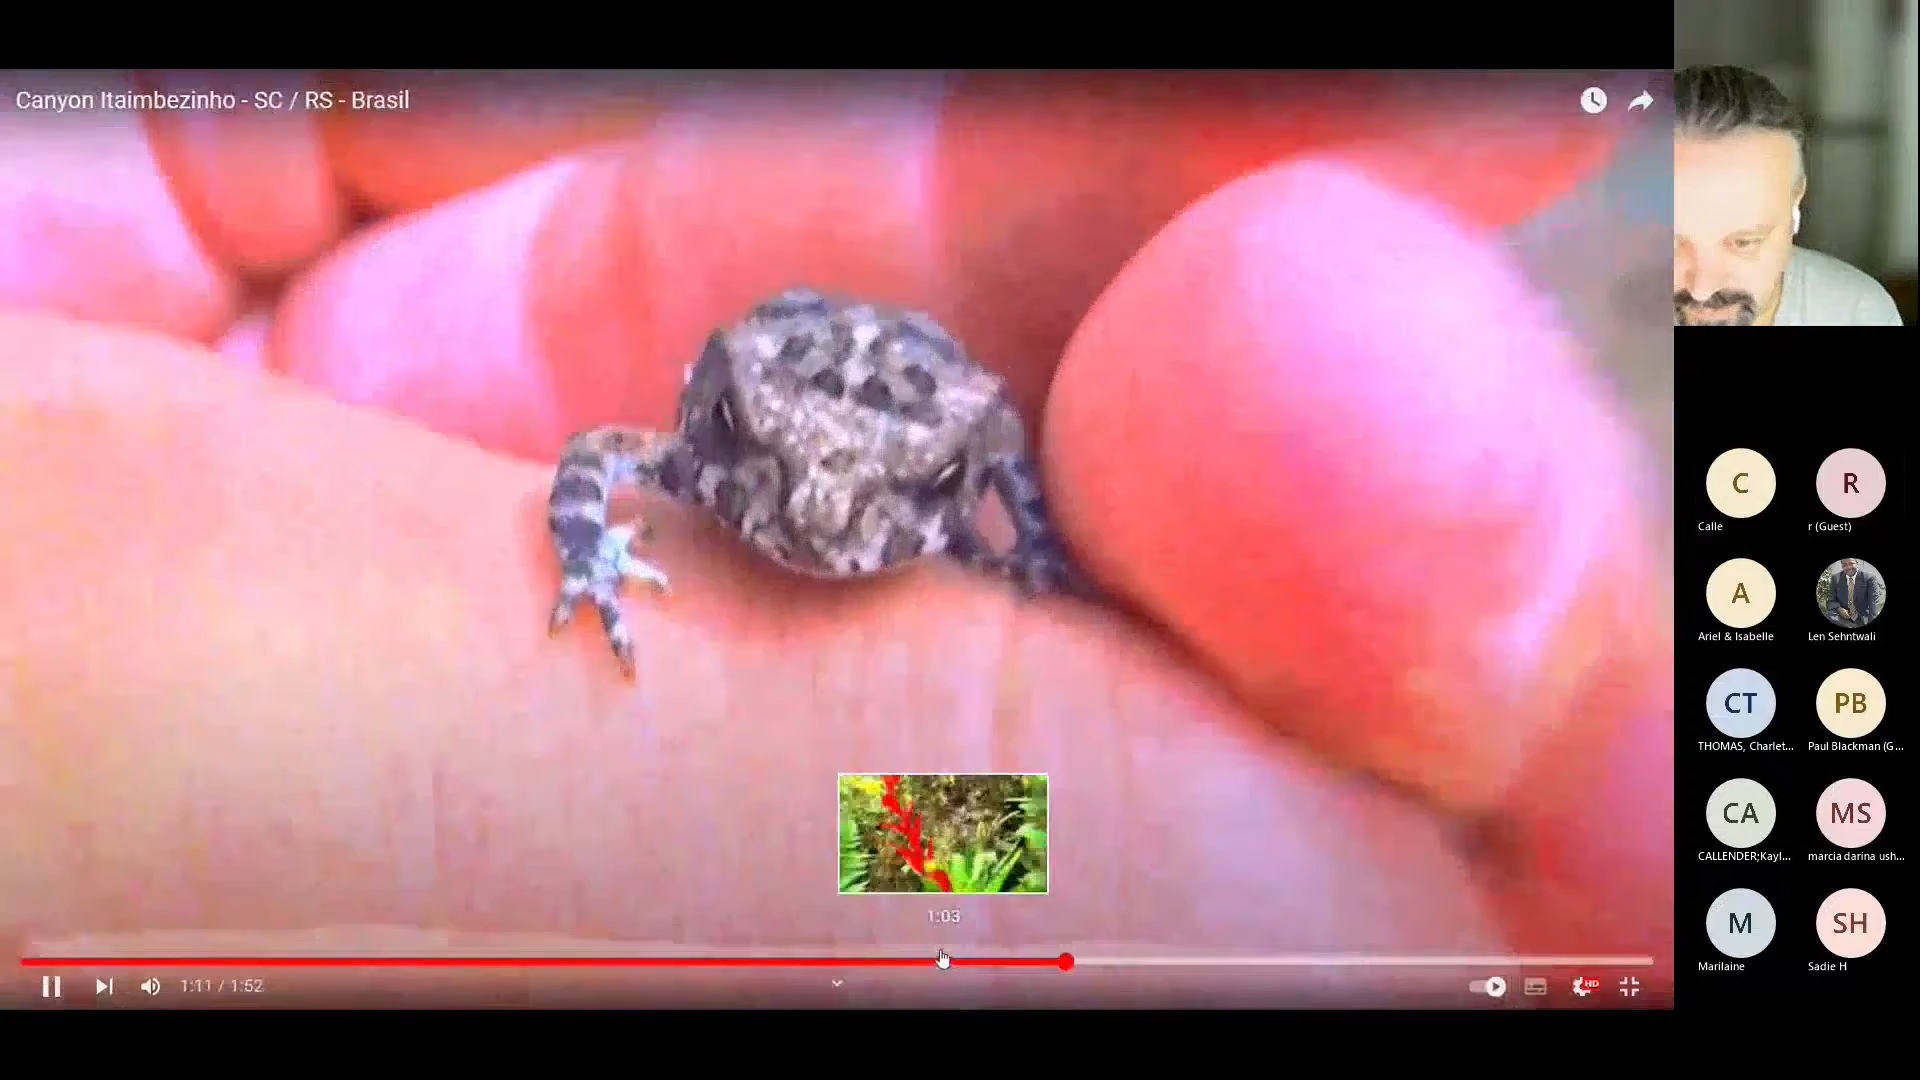 Canyon Itaimbezinho - SC / RS - Brasil
1:03
1:11 / 1:52
HD
C
R
Calle
r (Guest)
A
Ariel & Isabelle
Len Sehntwali
CT
PB
THOMAS, Charlet...
Paul Blackman (G...
CA
MS
CALLENDER;Kayl...
marcia darina ush...
M
SH
Marilaine
Sadie H